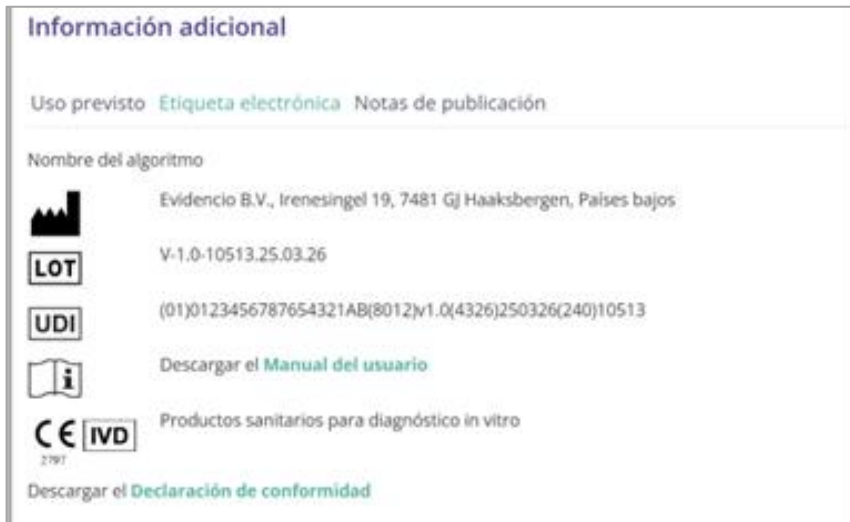 Información adicional
Uso previsto Etiqueta electrónica Notas de publicación
Nombre del algoritmo
Evidencio B.V., Irenesingel 19, 7481 GJ Haaksbergen, Países bajos
LOT V-1.0-10513.25.03.26
UDI (01)0123456787654321AB(8012)v1.0(4326)250326(240)10513
i Descargar el Manual del usuario
CE IVD Productos sanitarios para diagnóstico in vitro
2797
Descargar el Declaración de conformidad